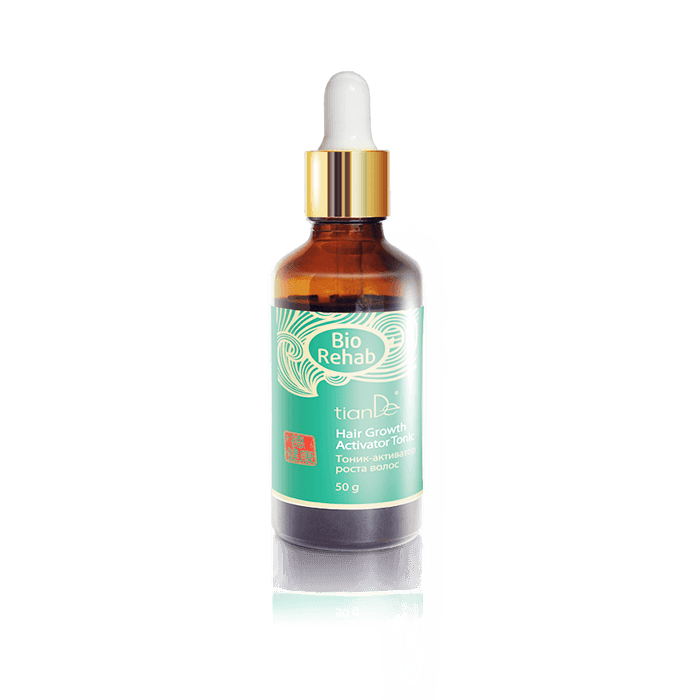 Bio
Rehab
tianDe®
Hair Growth
Activator Tonic
Тоник-активатор
роста волос
50 g